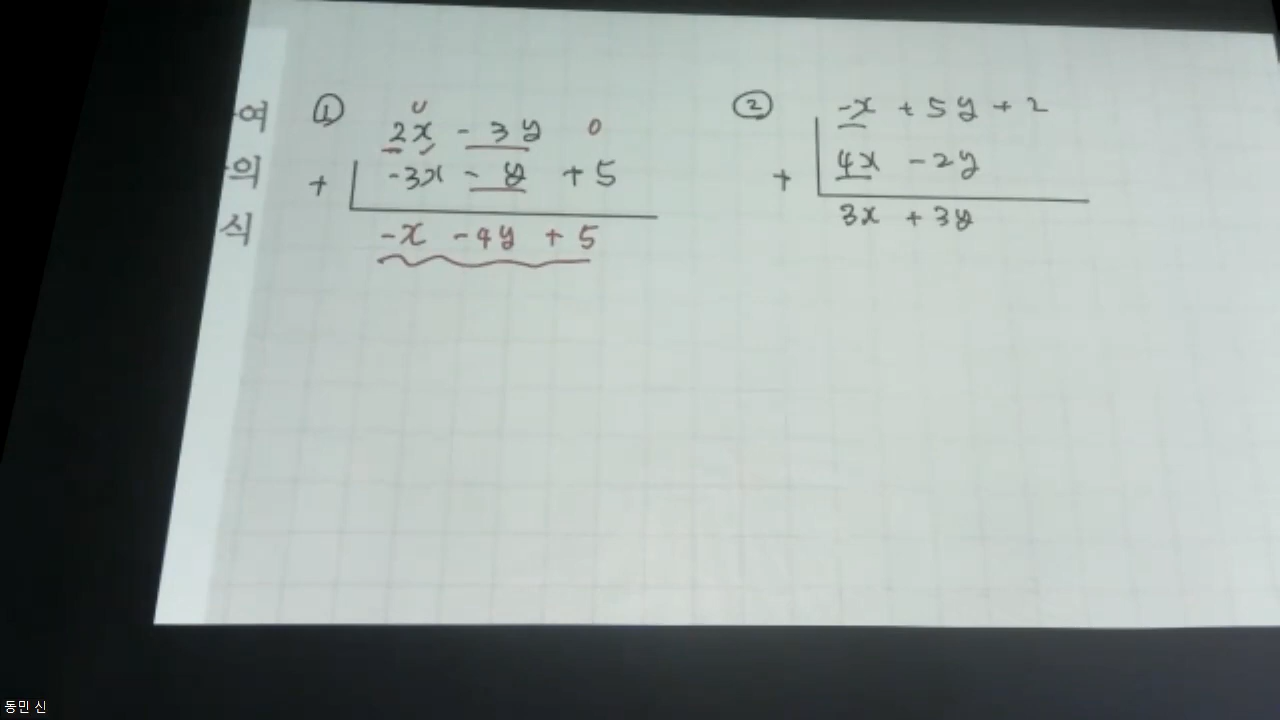 여
의
식
① 2x - 3y 0
+ -3x - y + 5
-x -4y + 5
② -x + 5y + 2
+ 4x - 2y
3x + 3y
동민 신